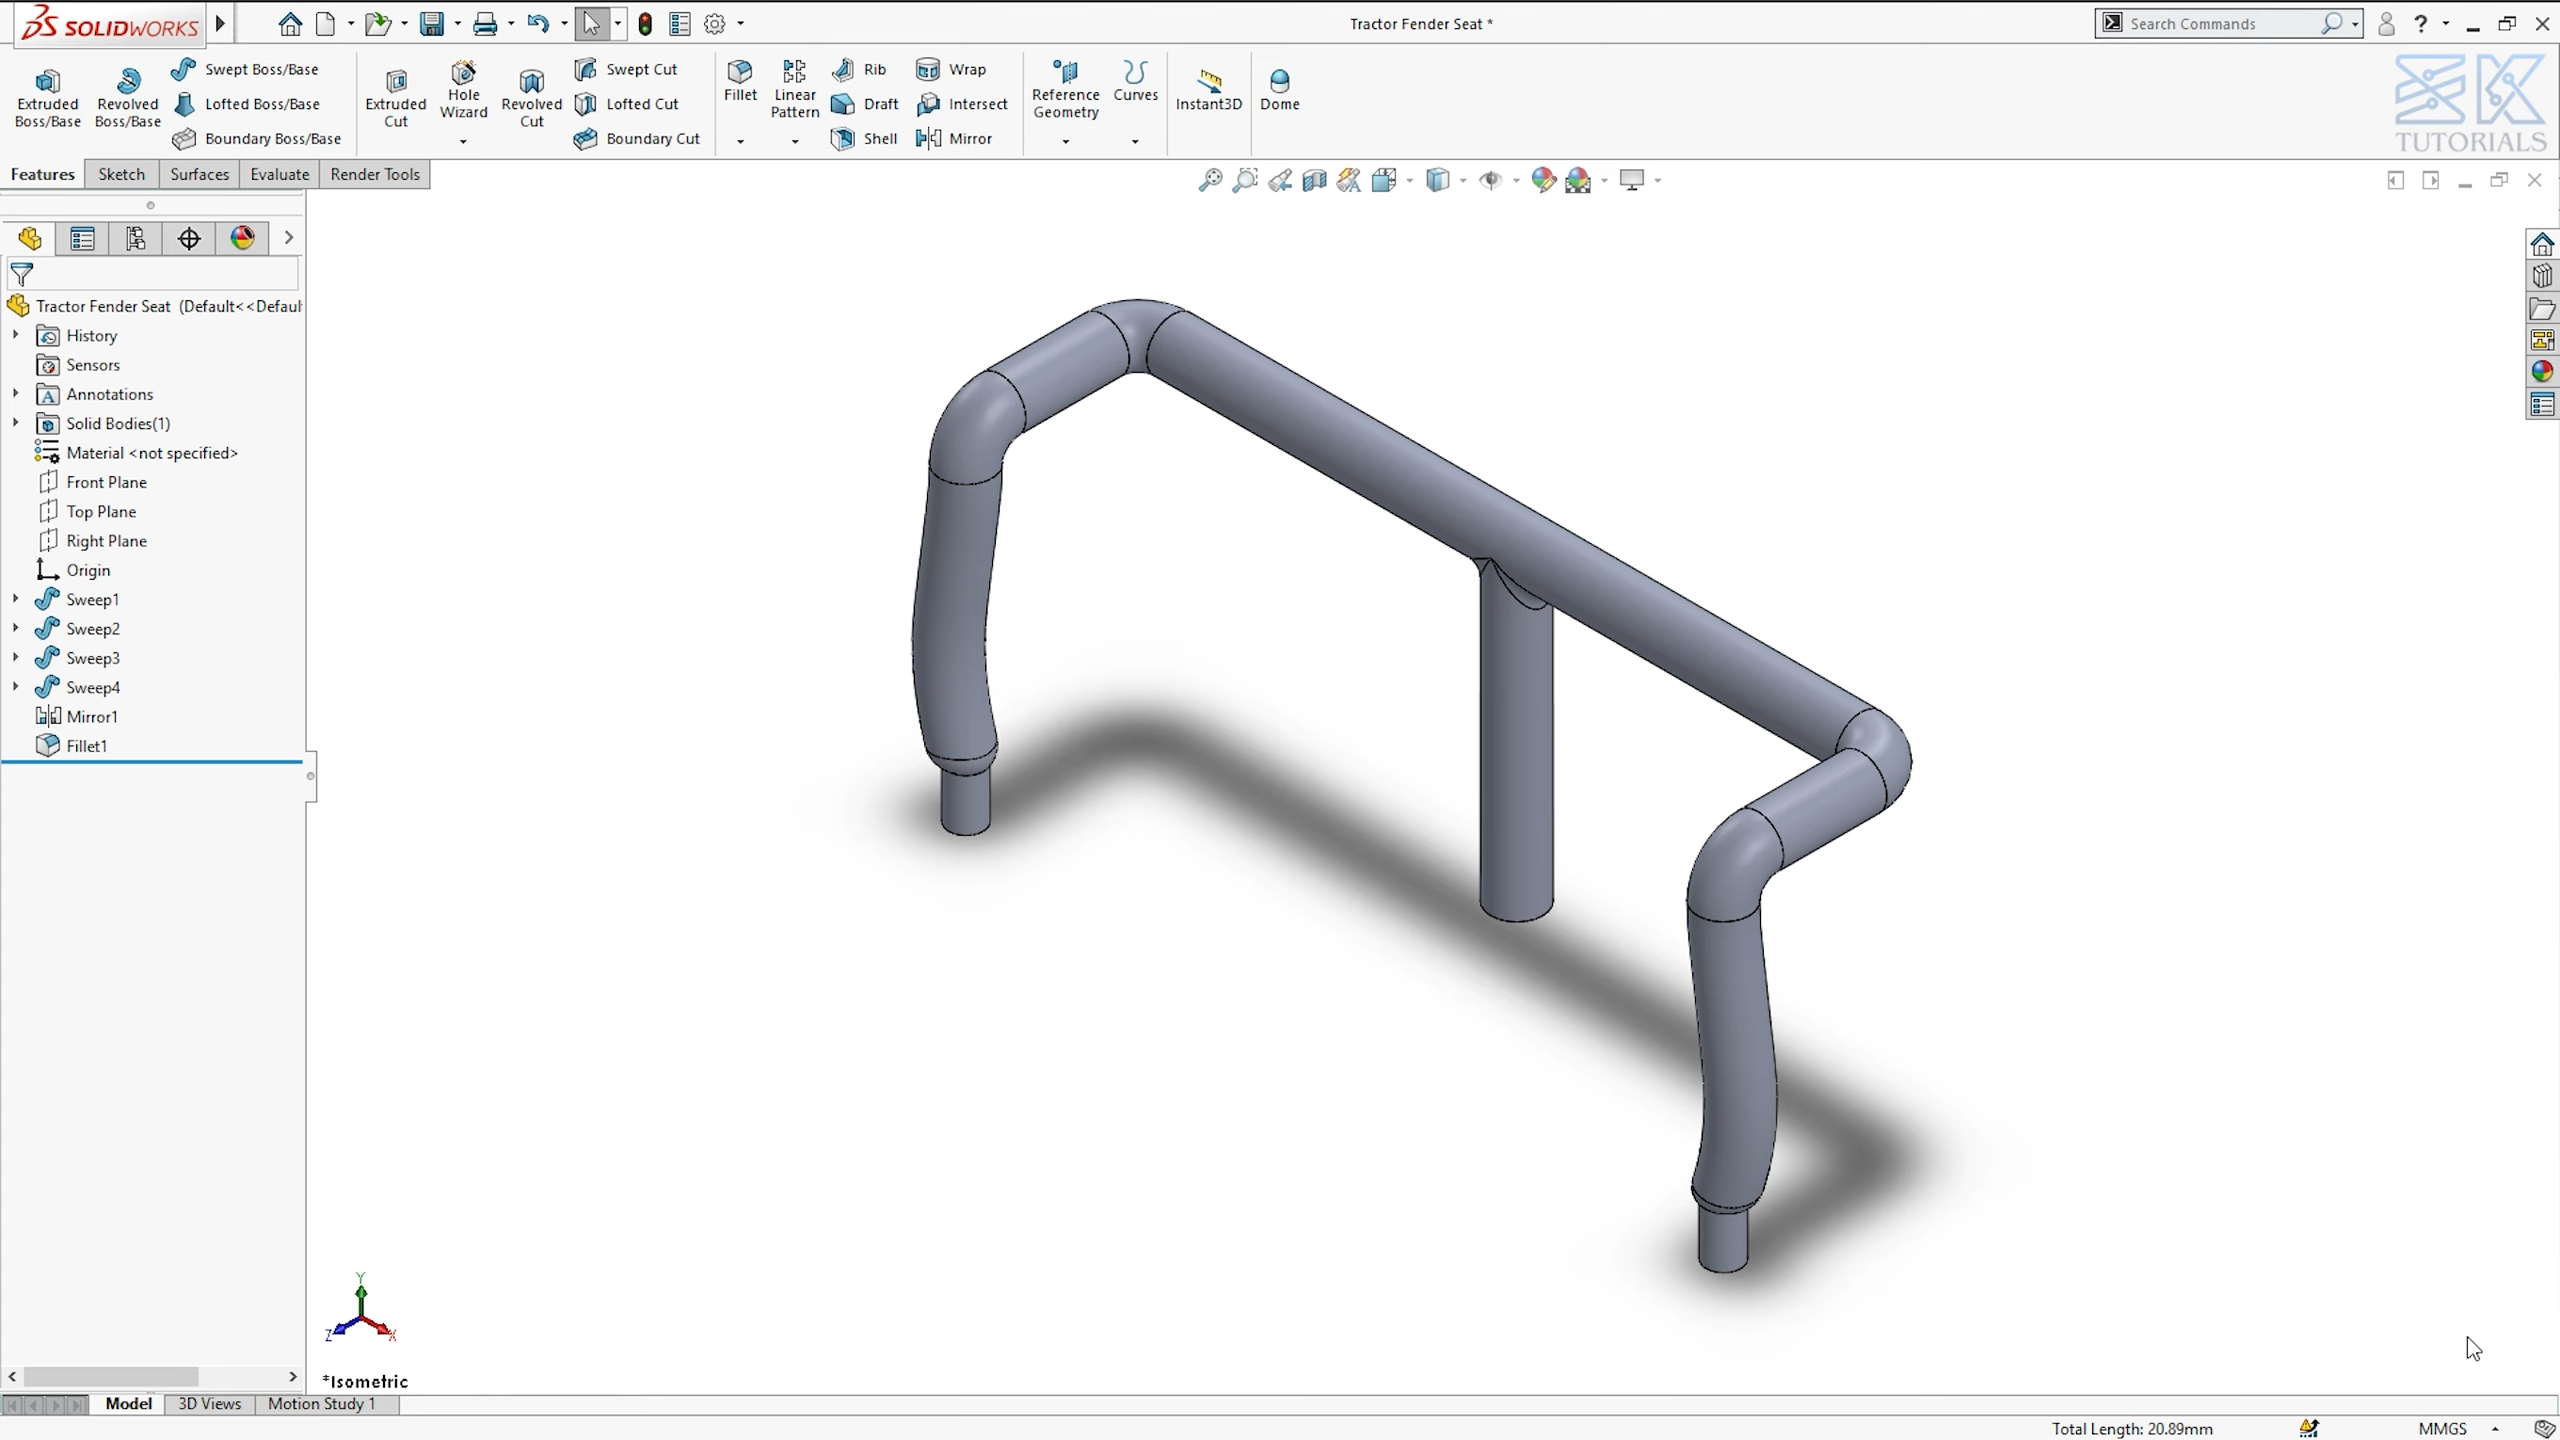 SOLIDWORKS
Tractor Fender Seat *
Search Commands
?
Extruded
Boss/Base
Revolved
Boss/Base
Swept Boss/Base
Lofted Boss/Base
Boundary Boss/Base
Extruded
Cut
Hole
Wizard
Revolved
Cut
Swept Cut
Lofted Cut
Boundary Cut
Fillet
Linear
Pattern
Rib
Draft
Shell
Wrap
Intersect
Mirror
Reference
Geometry
Curves
Instant3D
Dome
TUTORIALS
Features
Sketch
Surfaces
Evaluate
Render Tools
Tractor Fender Seat (Default<<Defaul
History
Sensors
A
Annotations
Solid Bodies(1)
Material <not specified>
Front Plane
Top Plane
Right Plane
Origin
Sweep1
Sweep2
Sweep3
Sweep4
Mirror1
Fillet1
Y
Z
X
*Isometric
Model
3D Views
Motion Study 1
Total Length: 20.89mm
MMGS